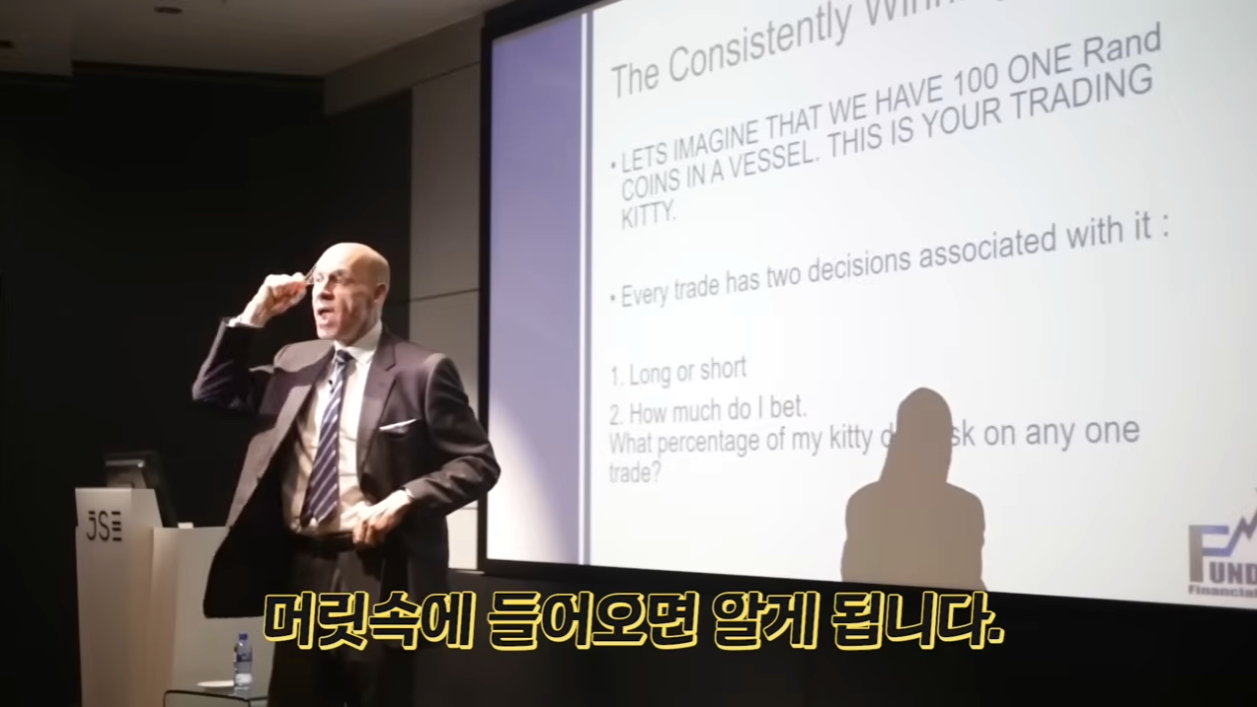 The Consistently
• LETS IMAGINE THAT WE HAVE 100 ONE Rand
COINS IN A VESSEL. THIS IS YOUR TRADING
KITTY.
• Every trade has two decisions associated with it :
1. Long or short
2. How much do I bet.
What percentage of my kitty on any one
trade?
JSE
FUND
Financial
머릿속에 들어오면 알게 됩니다.